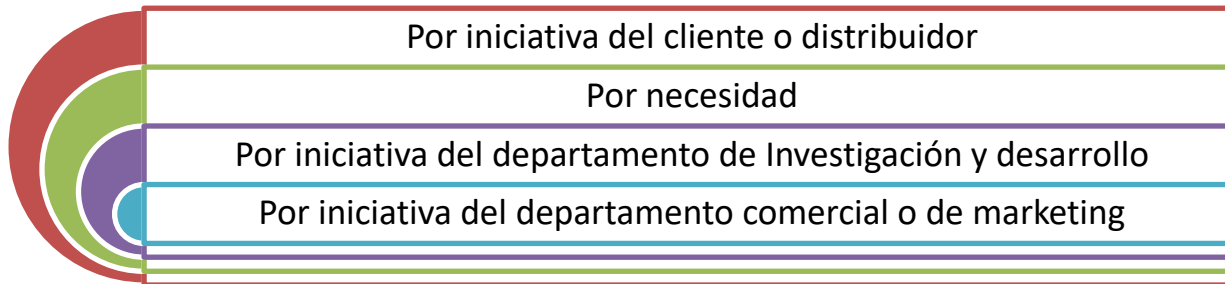 Por iniciativa del cliente o distribuidor
Por necesidad
Por iniciativa del departamento de Investigación y desarrollo
Por iniciativa del departamento comercial o de marketing